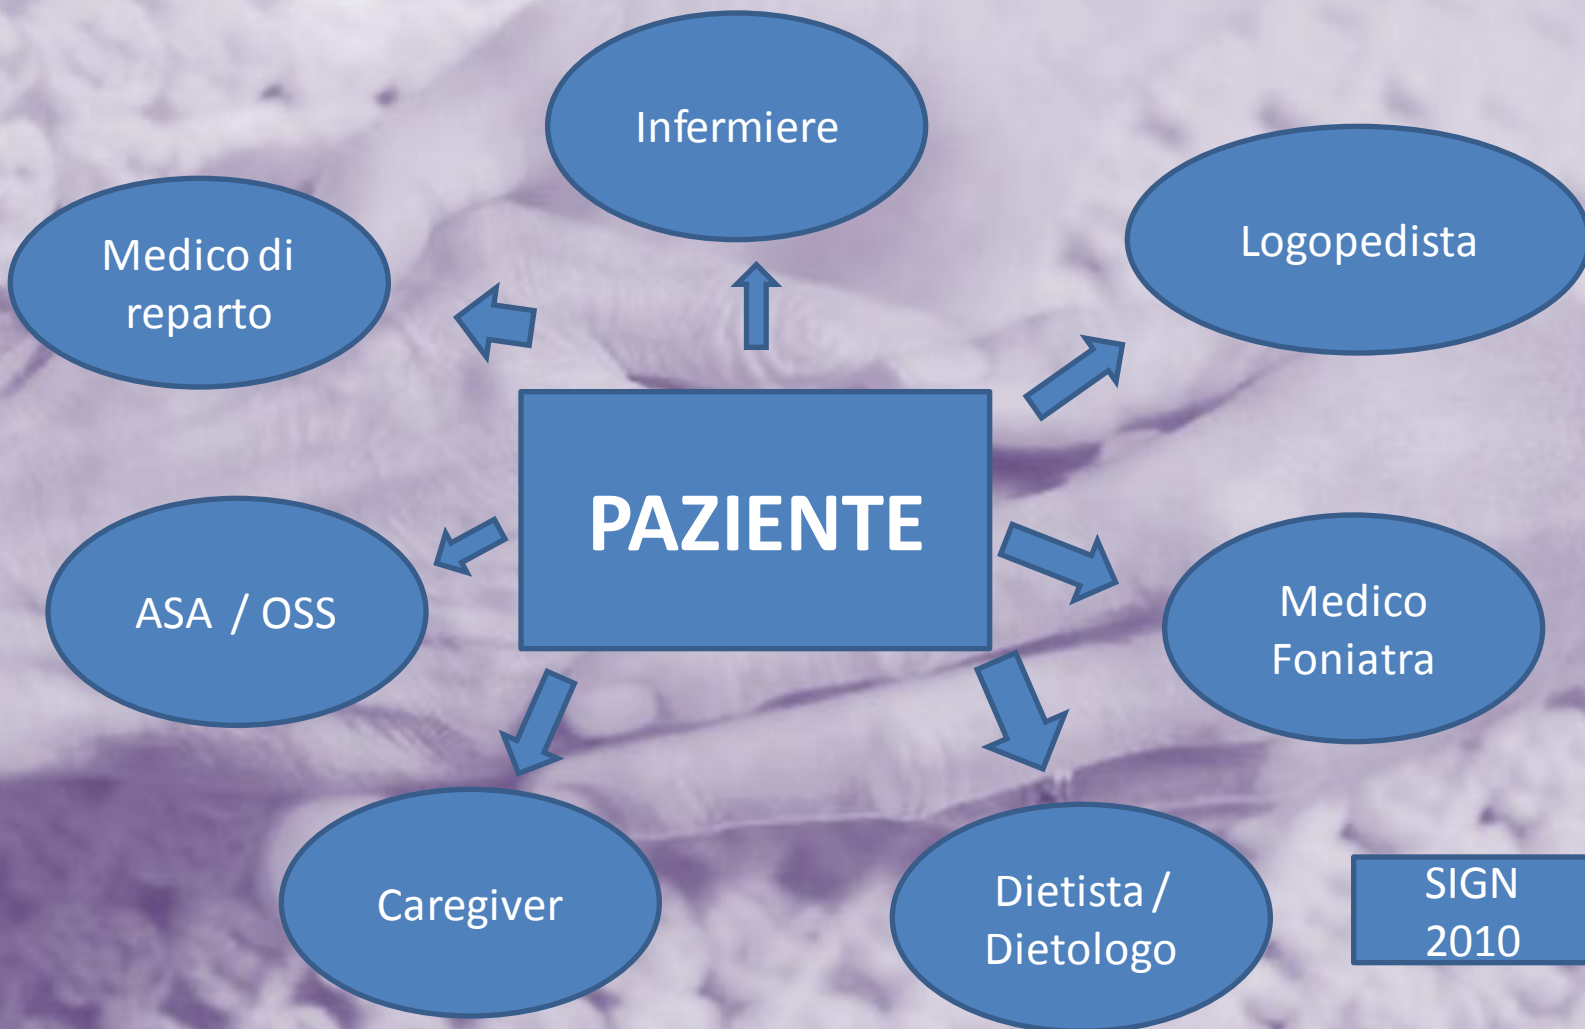 Infermiere
Medico di
reparto
Logopedista
PAZIENTE
ASA / OSS
Medico
Foniatra
Caregiver
Dietista /
Dietologo
SIGN
2010